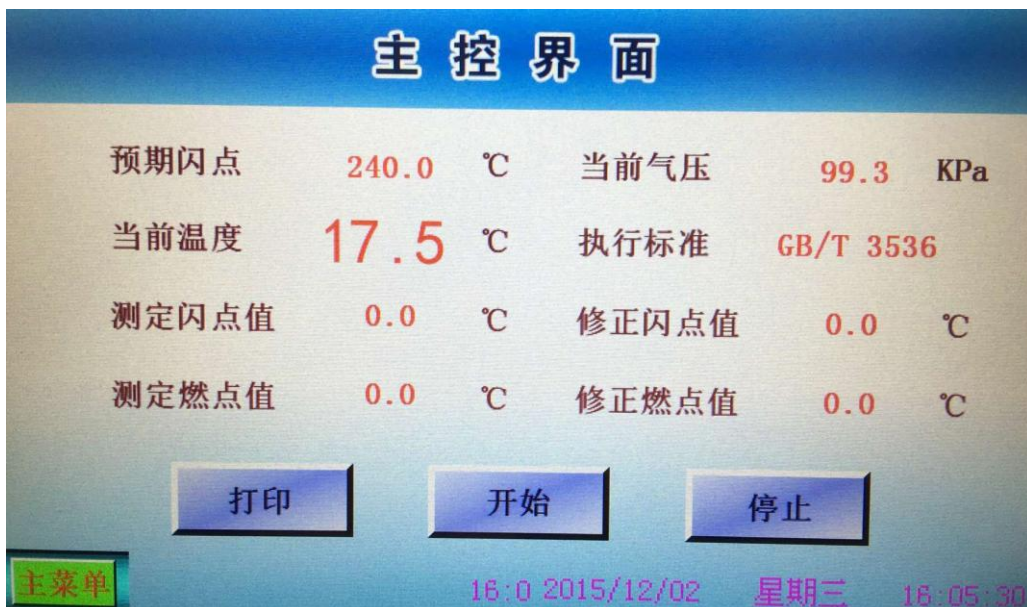 主控界面
预期闪点 240.0 ℃ 当前气压 99.3 KPa
当前温度 17.5 ℃ 执行标准 GB/T 3536
测定闪点值 0.0 ℃ 修正闪点值 0.0 ℃
测定燃点值 0.0 ℃ 修正燃点值 0.0 ℃
打印 开始 停止
主菜单 16:0 2015/12/02 星期三 16:05:30